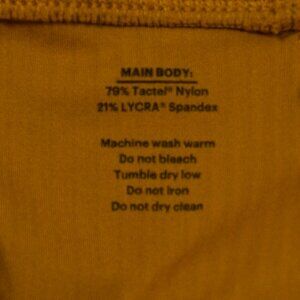 MAIN BODY:
79% Tactel® Nylon
21% LYCRA® Spandex
Machine wash warm
Do not bleach
Tumble dry low
Do not iron
Do not dry clean